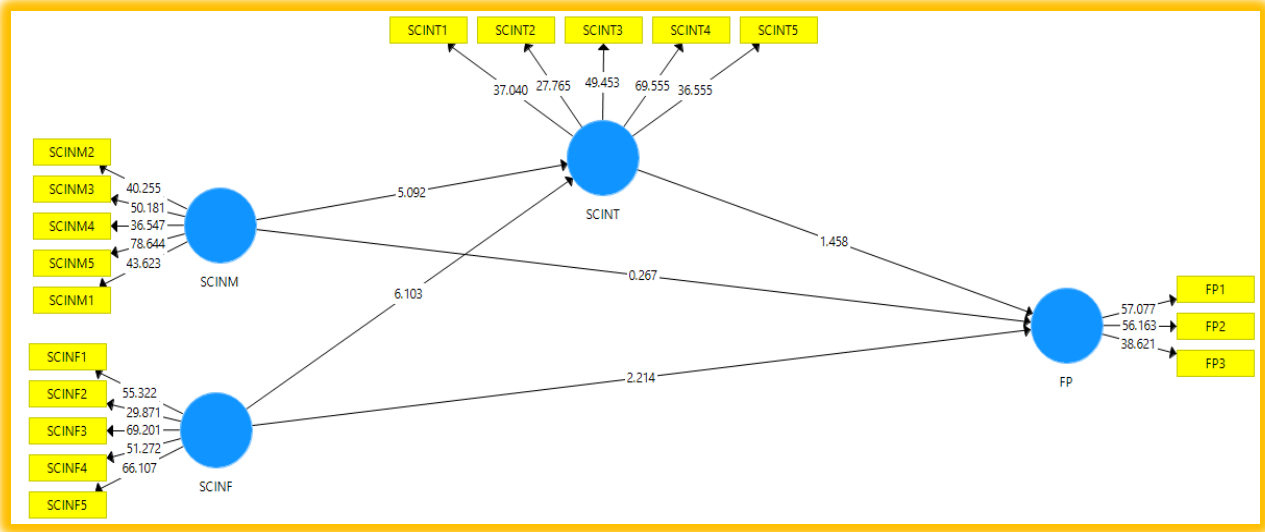 SCINT1 SCINT2 SCINT3 SCINT4 SCINT5
37.040 27.765 49.453 69.555 36.555
SCINT
SCINM2
SCINM3
SCINM4
SCINM5
SCINM1
40.255
50.181
36.547
78.644
43.623
SCINM
5.092
6.103
1.458
0.267
2.214
SCINF1
SCINF2
SCINF3
SCINF4
SCINF5
55.322
29.871
69.201
51.272
66.107
SCINF
FP
57.077
56.163
38.621
FP1
FP2
FP3